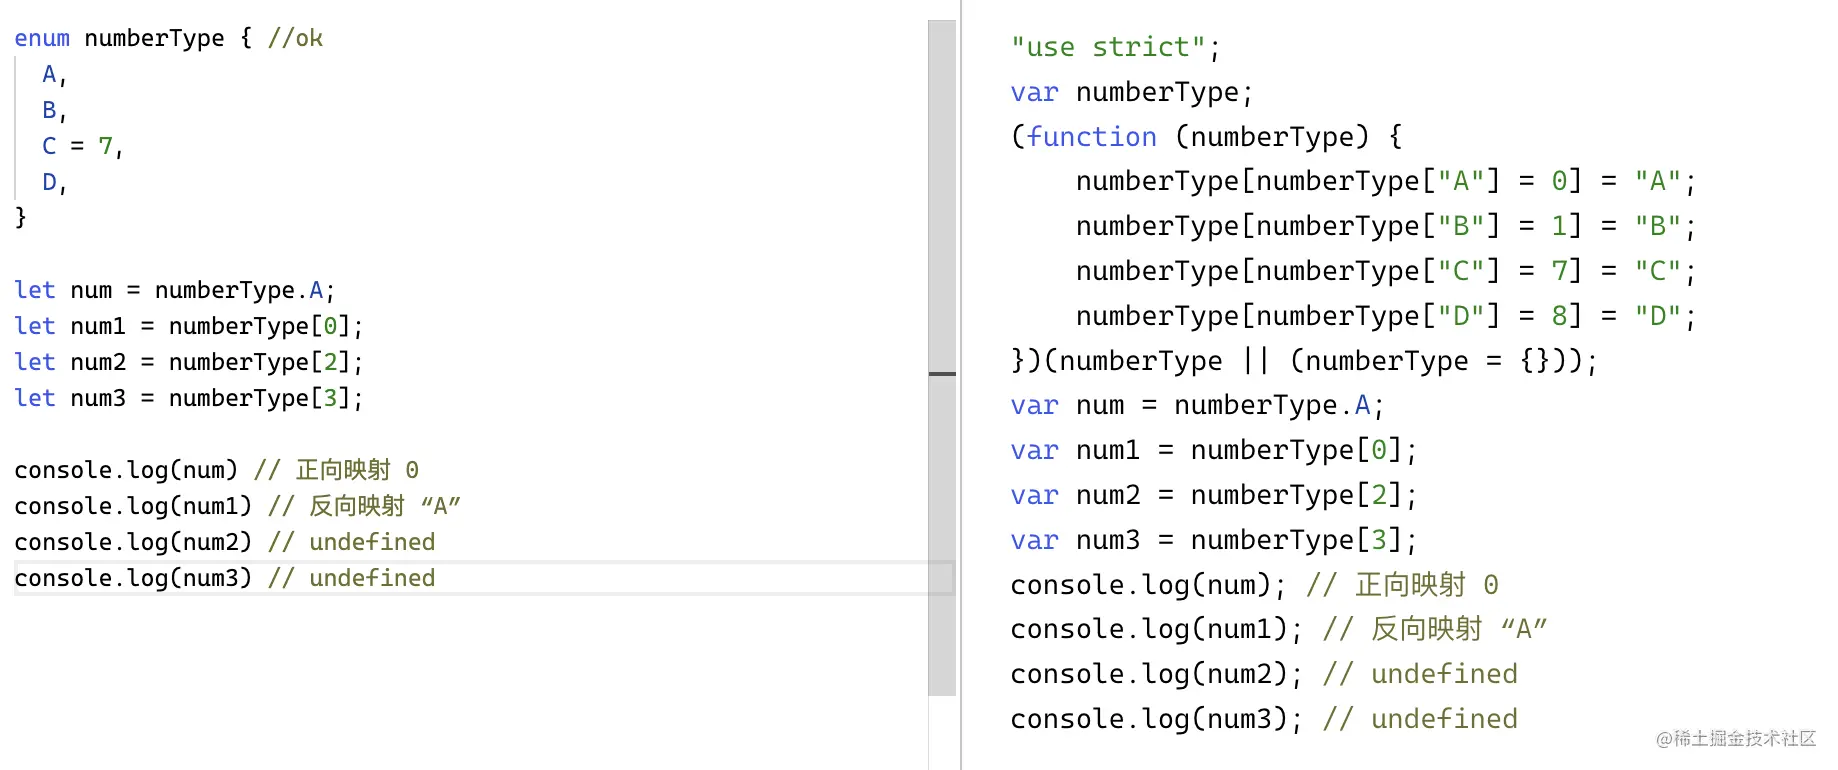 enum numberType { //ok
  A,
  B,
  C = 7,
  D,
}
let num = numberType.A;
let num1 = numberType[0];
let num2 = numberType[2];
let num3 = numberType[3];
console.log(num) // 正向映射 0
console.log(num1) // 反向映射 “A”
console.log(num2) // undefined
console.log(num3) // undefined
"use strict";
var numberType;
(function (numberType) {
    numberType[numberType["A"] = 0] = "A";
    numberType[numberType["B"] = 1] = "B";
    numberType[numberType["C"] = 7] = "C";
    numberType[numberType["D"] = 8] = "D";
})(numberType || (numberType = {}));
var num = numberType.A;
var num1 = numberType[0];
var num2 = numberType[2];
var num3 = numberType[3];
console.log(num); // 正向映射 0
console.log(num1); // 反向映射 “A”
console.log(num2); // undefined
console.log(num3); // undefined
@稀土掘金技术社区